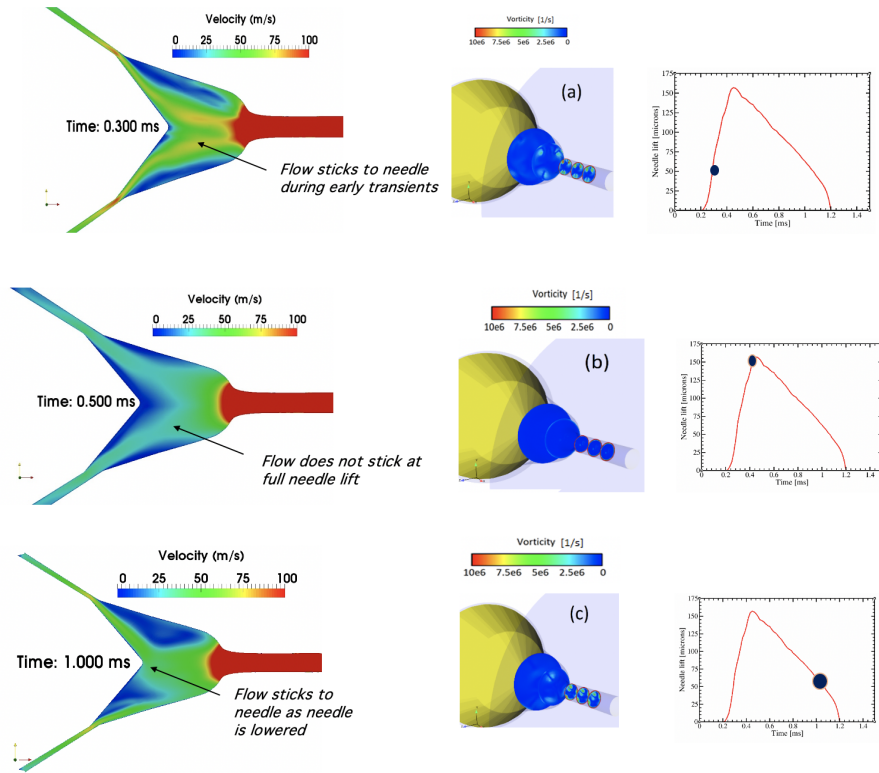 Velocity (m/s)
0 25 50 75 100
Time: 0.300 ms
Flow sticks to needle
during early transients
Vorticity [1/s]
10e6 7.5e6 5e6 2.5e6 0
(a)
Needle lift [microns]
175
150
125
100
75
50
25
0
0 0.2 0.4 0.6 0.8 1 1.2 1.4
Time [ms]
Velocity (m/s)
0 25 50 75 100
Time: 0.500 ms
Flow does not stick at
full needle lift
Vorticity [1/s]
10e6 7.5e6 5e6 2.5e6 0
(b)
Needle lift [microns]
175
150
125
100
75
50
25
0
0 0.2 0.4 0.6 0.8 1 1.2 1.4
Time [ms]
Velocity (m/s)
0 25 50 75 100
Time: 1.000 ms
Flow sticks to
needle as needle
is lowered
Vorticity [1/s]
10e6 7.5e6 5e6 2.5e6 0
(c)
Needle lift [microns]
175
150
125
100
75
50
25
0
0 0.2 0.4 0.6 0.8 1 1.2 1.4
Time [ms]